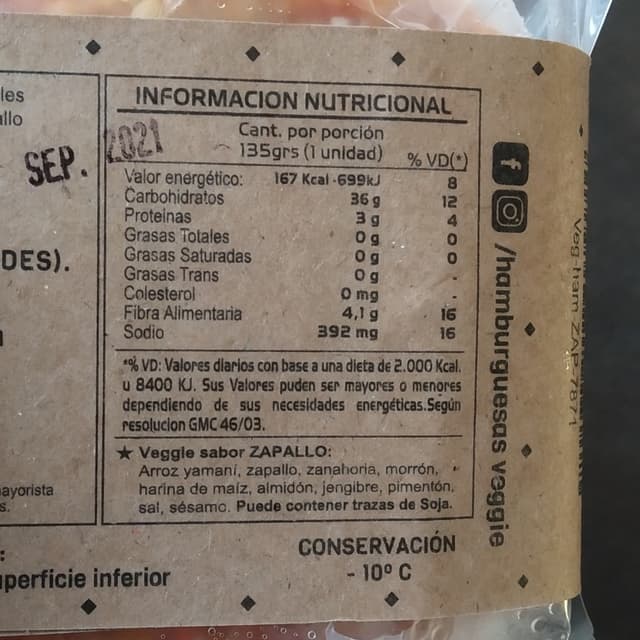 les
allo
SEP. 2021
DES).
ayorista
s.
:
uperficie inferior
INFORMACION NUTRICIONAL
Cant. por porción
135grs (1 unidad) % VD(*)
Valor energético: 167 Kcal-699kJ 8
Carbohidratos 36 g 12
Proteinas 3 g 4
Grasas Totales 0 g 0
Grasas Saturadas 0 g 0
Grasas Trans 0 g -
Colesterol 0 mg -
Fibra Alimentaria 4,1 g 16
Sodio 392 mg 16
*% VD: Valores diarios con base a una dieta de 2.000 Kcal.
u 8400 KJ. Sus Valores puden ser mayores o menores
dependiendo de sus necesidades energéticas.Según
resolucion GMC 46/03.
★ Veggie sabor ZAPALLO:
Arroz yamaní, zapallo, zanahoria, morrón,
harina de maíz, almidón, jengibre, pimentón,
sal, sésamo. Puede contener trazas de Soja.
CONSERVACIÓN
- 10º C
/hamburguesas veggie
Veg ham ZAP 7871